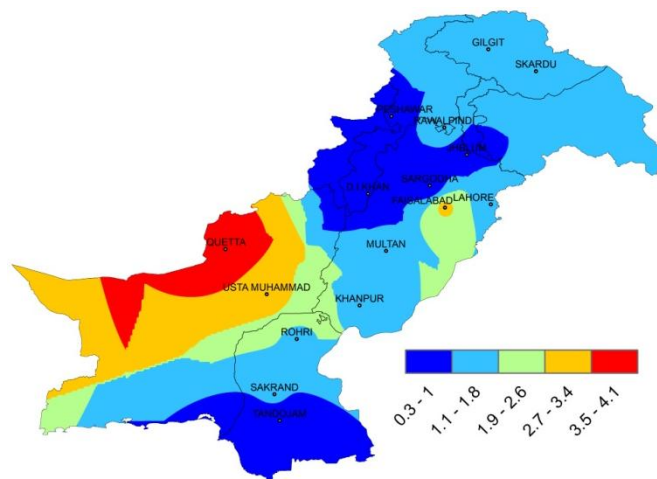 GILGIT
SKARDU
PESHAWAR
RAWALPIND
JHELUM
SARGODHA
D.I.KHAN
FAISALABAD
LAHORE
MULTAN
QUETTA
USTA MUHAMMAD
KHANPUR
ROHRI
SAKRAND
TANDOJAM
0.3 - 1
1.1 - 1.8
1.9 - 2.6
2.7 - 3.4
3.5 - 4.1